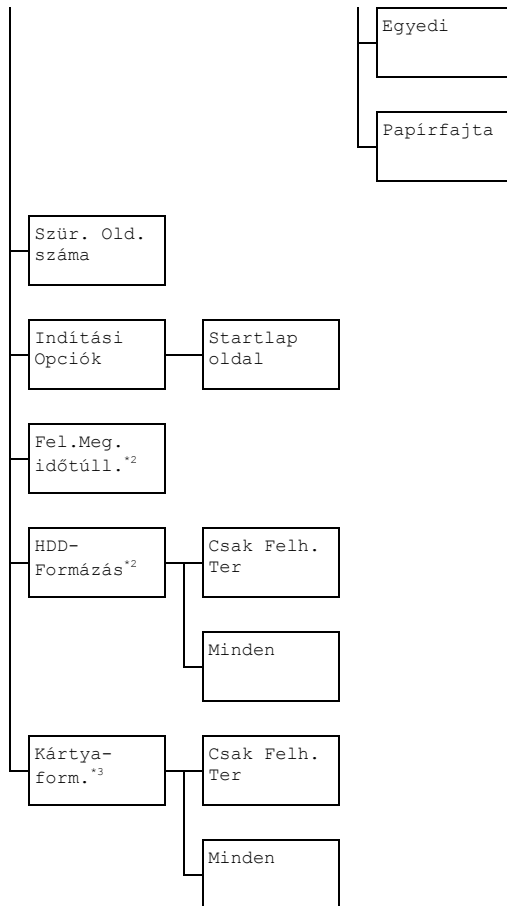 Egyedi
Papírfajta
Szür. Old.
száma
Indítási
Opciók
Startlap
oldal
Fel.Meg.
időtúll.*2
HDD-
Formázás*2
Csak Felh.
Ter
Minden
Kártya-
form.*3
Csak Felh.
Ter
Minden